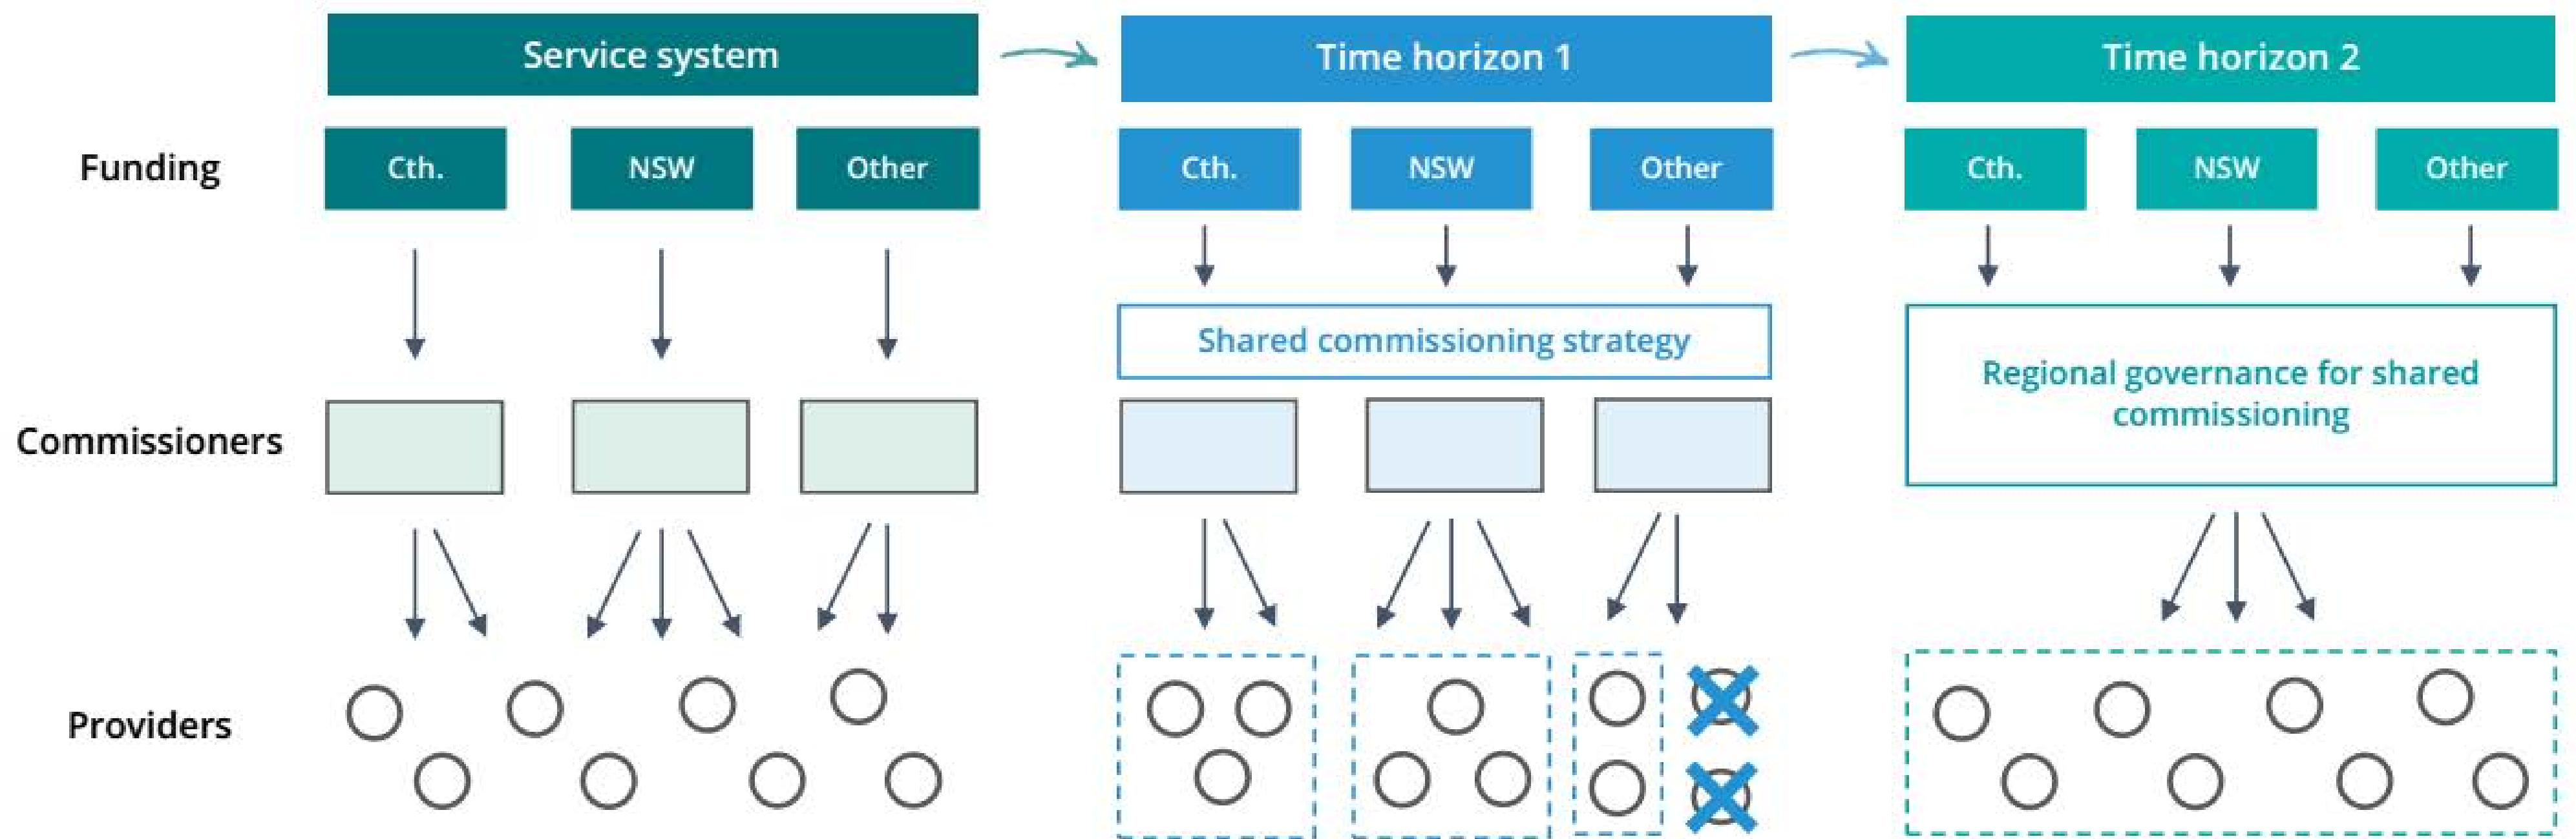 Service system
Time horizon 1
Time horizon 2
Funding
Cth.
NSW
Other
Cth.
NSW
Other
Cth.
NSW
Other
Shared commissioning strategy
Regional governance for shared
commissioning
Commissioners
Providers